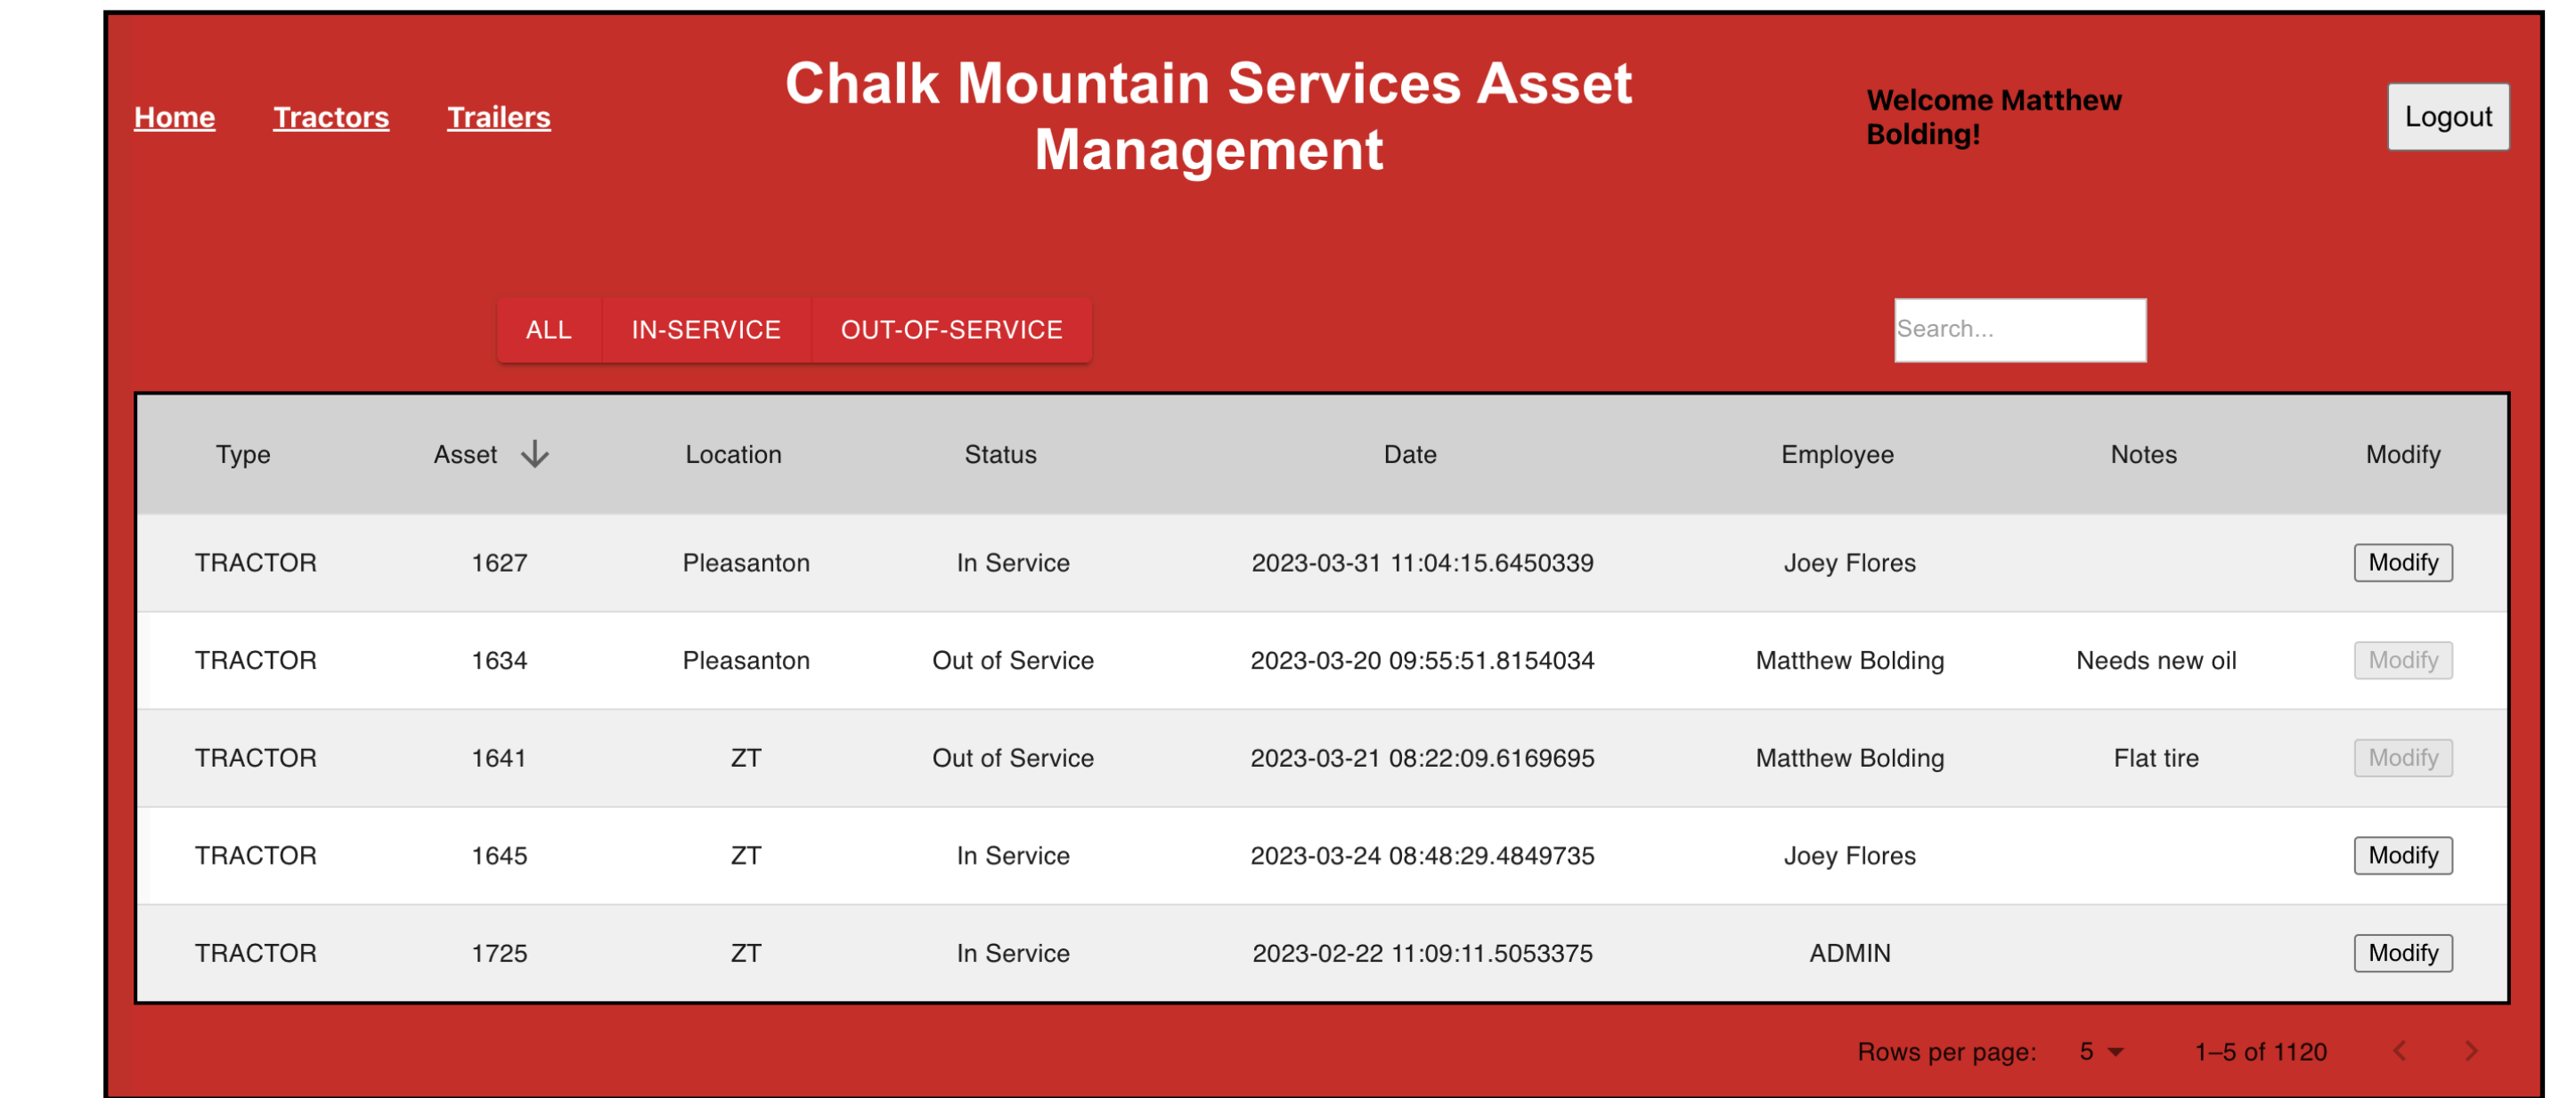 Home Tractors Trailers
Chalk Mountain Services Asset
Management
Welcome Matthew
Bolding!
Logout
ALL IN-SERVICE OUT-OF-SERVICE
Search...
Type Asset Location Status Date Employee Notes Modify
TRACTOR 1627 Pleasanton In Service 2023-03-31 11:04:15.6450339 Joey Flores Modify
TRACTOR 1634 Pleasanton Out of Service 2023-03-20 09:55:51.8154034 Matthew Bolding Needs new oil Modify
TRACTOR 1641 ZT Out of Service 2023-03-21 08:22:09.6169695 Matthew Bolding Flat tire Modify
TRACTOR 1645 ZT In Service 2023-03-24 08:48:29.4849735 Joey Flores Modify
TRACTOR 1725 ZT In Service 2023-02-22 11:09:11.5053375 ADMIN Modify
Rows per page: 5 1–5 of 1120